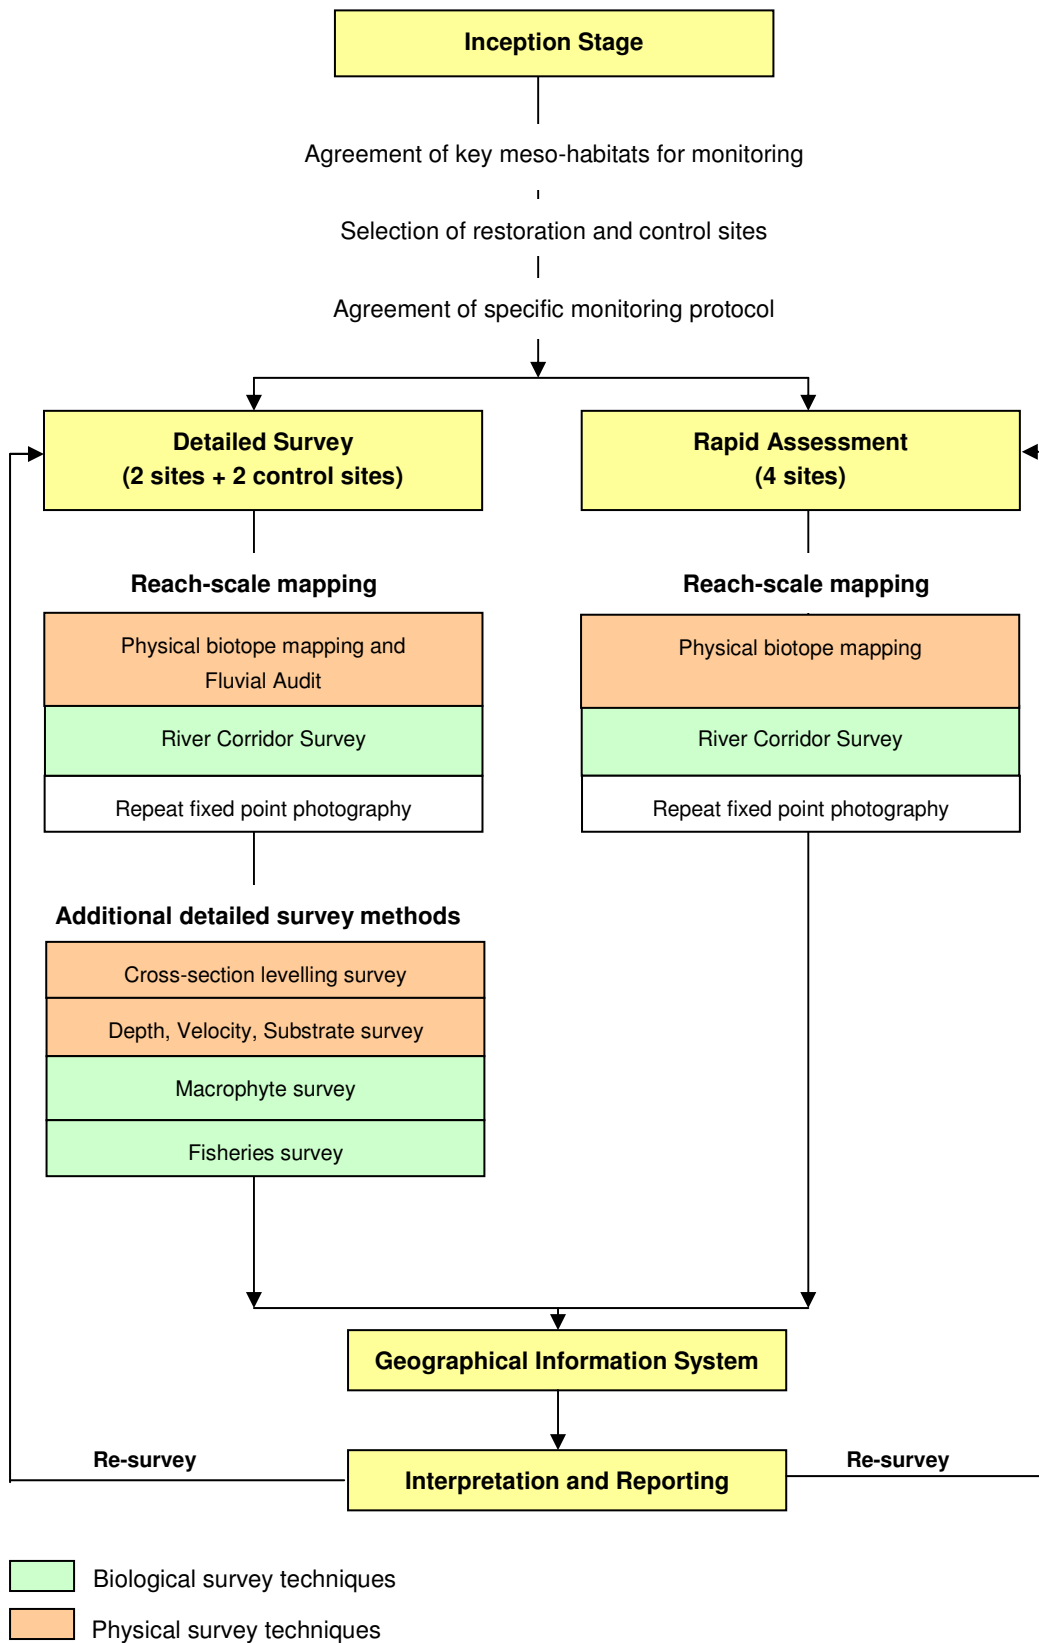 Inception Stage
Agreement of key meso-habitats for monitoring
Selection of restoration and control sites
Agreement of specific monitoring protocol
Detailed Survey
(2 sites + 2 control sites)
Rapid Assessment
(4 sites)
Reach-scale mapping
Reach-scale mapping
Physical biotope mapping and
Fluvial Audit
Physical biotope mapping
River Corridor Survey
River Corridor Survey
Repeat fixed point photography
Repeat fixed point photography
Additional detailed survey methods
Cross-section levelling survey
Depth, Velocity, Substrate survey
Macrophyte survey
Fisheries survey
Geographical Information System
Re-survey
Re-survey
Interpretation and Reporting
Biological survey techniques
Physical survey techniques